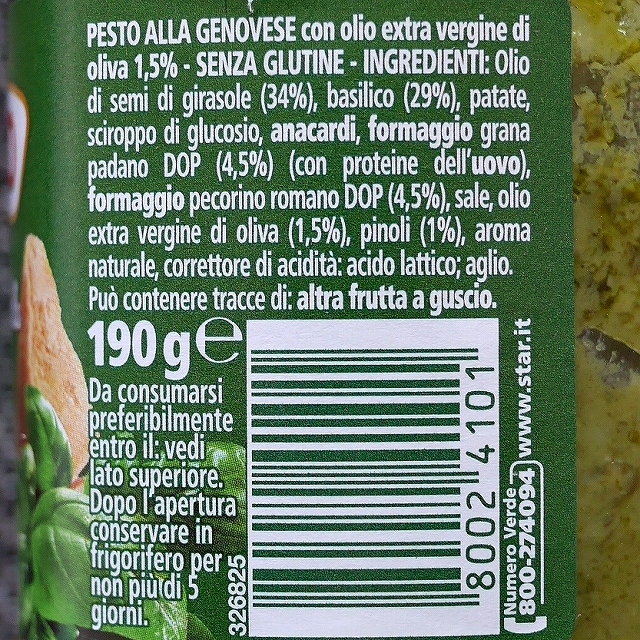 PESTO ALLA GENOVESE con olio extra vergine di
oliva 1,5% - SENZA GLUTINE - INGREDIENTI: Olio
di semi di girasole (34%), basilico (29%), patate,
sciroppo di glucosio, anacardi, formaggio grana
padano DOP (4,5%) (con proteine dell'uovo),
formaggio pecorino romano DOP (4,5%), sale, olio
extra vergine di oliva (1,5%), pinoli (1%), aroma
naturale, correttore di acidità: acido lattico; aglio.
Può contenere tracce di: altra frutta a guscio.
190 g e
Da consumarsi
preferibilmente
entro il: vedi
lato superiore.
Dopo l'apertura
conservare in
frigorifero per
non più di 5
giorni.
326825
8002 4101
Numero Verde
800-274094
www.star.it